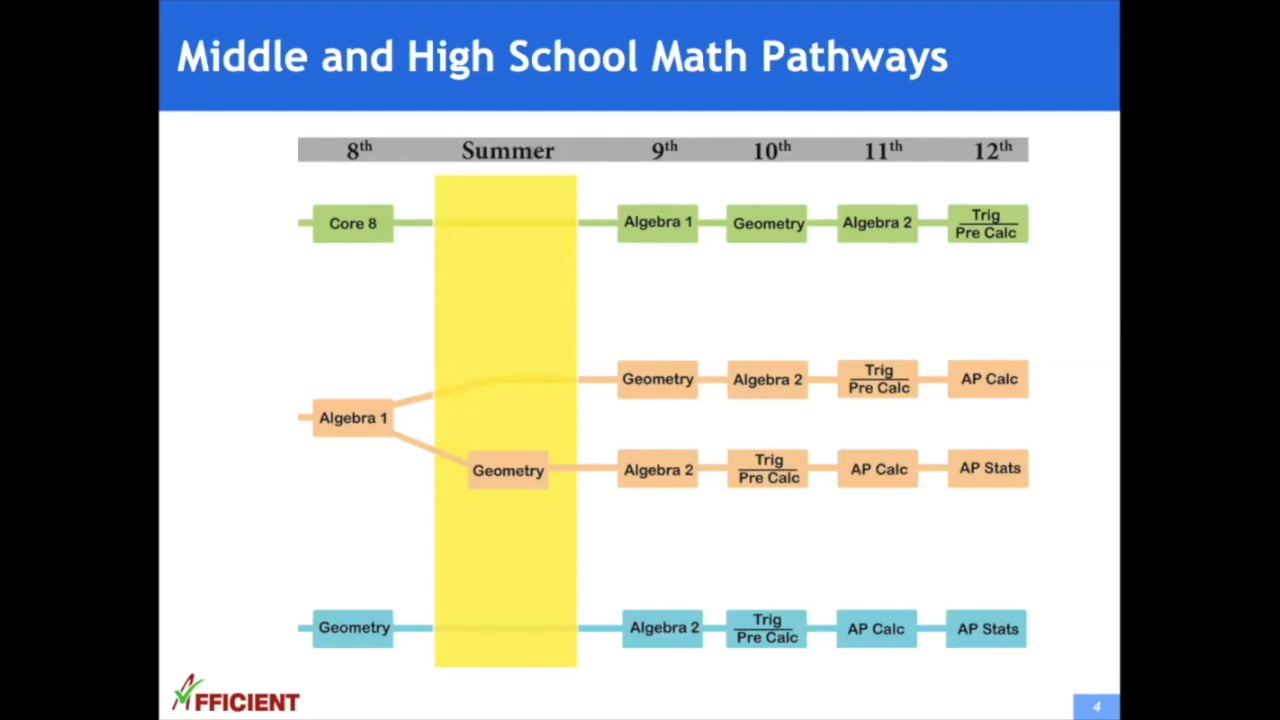 Middle and High School Math Pathways
8th Summer 9th 10th 11th 12th
Core 8 Algebra 1 Geometry Algebra 2 Trig
Pre Calc
Geometry Algebra 2 Trig
Pre Calc AP Calc
Algebra 1
Geometry Algebra 2 Trig
Pre Calc AP Calc AP Stats
Geometry Algebra 2 Trig
Pre Calc AP Calc AP Stats
AFFICIENT
4